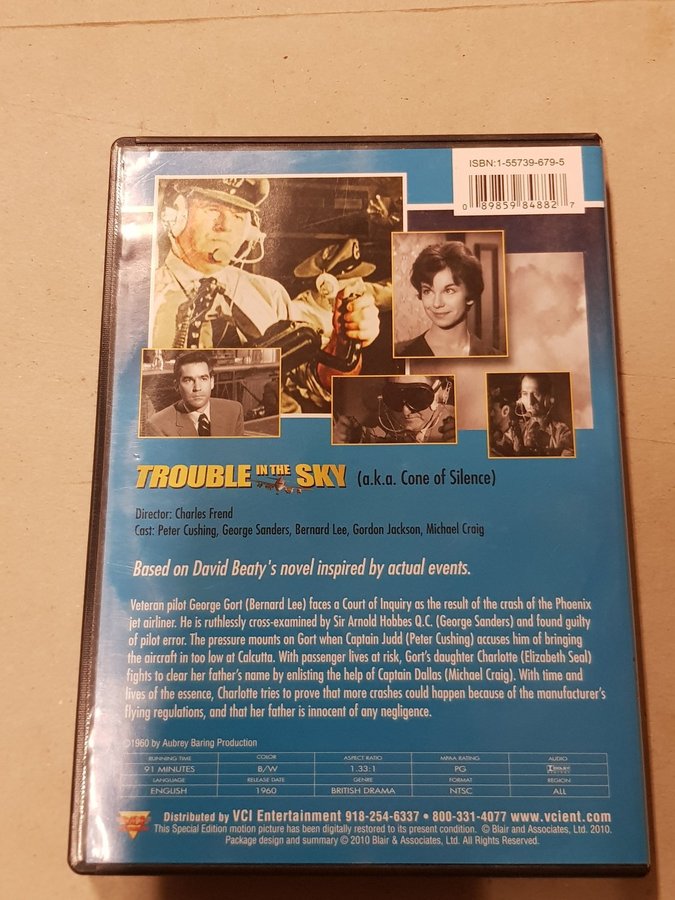 ISBN:1-55739-679-5
0 89859 84882 7
TROUBLE IN THE SKY (a.k.a. Cone of Silence)
Director: Charles Frend
Cast: Peter Cushing, George Sanders, Bernard Lee, Gordon Jackson, Michael Craig
Based on David Beaty's novel inspired by actual events.
Veteran pilot George Gort (Bernard Lee) faces a Court of Inquiry as the result of the crash of the Phoenix
jet airliner. He is ruthlessly cross-examined by Sir Arnold Hobbes Q.C. (George Sanders) and found guilty
of pilot error. The pressure mounts on Gort when Captain Judd (Peter Cushing) accuses him of bringing
the aircraft in too low at Calcutta. With passenger lives at risk, Gort's daughter Charlotte (Elizabeth Seal)
fights to clear her father's name by enlisting the help of Captain Dallas (Michael Craig). With time and
lives of the essence, Charlotte tries to prove that more crashes could happen because of the manufacturer's
flying regulations, and that her father is innocent of any negligence.
©1960 by Aubrey Baring Production
RUNNING TIME COLOR ASPECT RATIO MPAA RATING AUDIO
91 MINUTES B/W 1.33:1 PG DOLBY
LANGUAGE RELEASE DATE GENRE FORMAT REGION
ENGLISH 1960 BRITISH DRAMA NTSC ALL
Distributed by VCI Entertainment 918-254-6337 • 800-331-4077 www.vcient.com
This Special Edition motion picture has been digitally restored to its present condition. © Blair and Associates, Ltd. 2010.
Package design and summary © 2010 Blair & Associates, Ltd. All Rights Reserved.